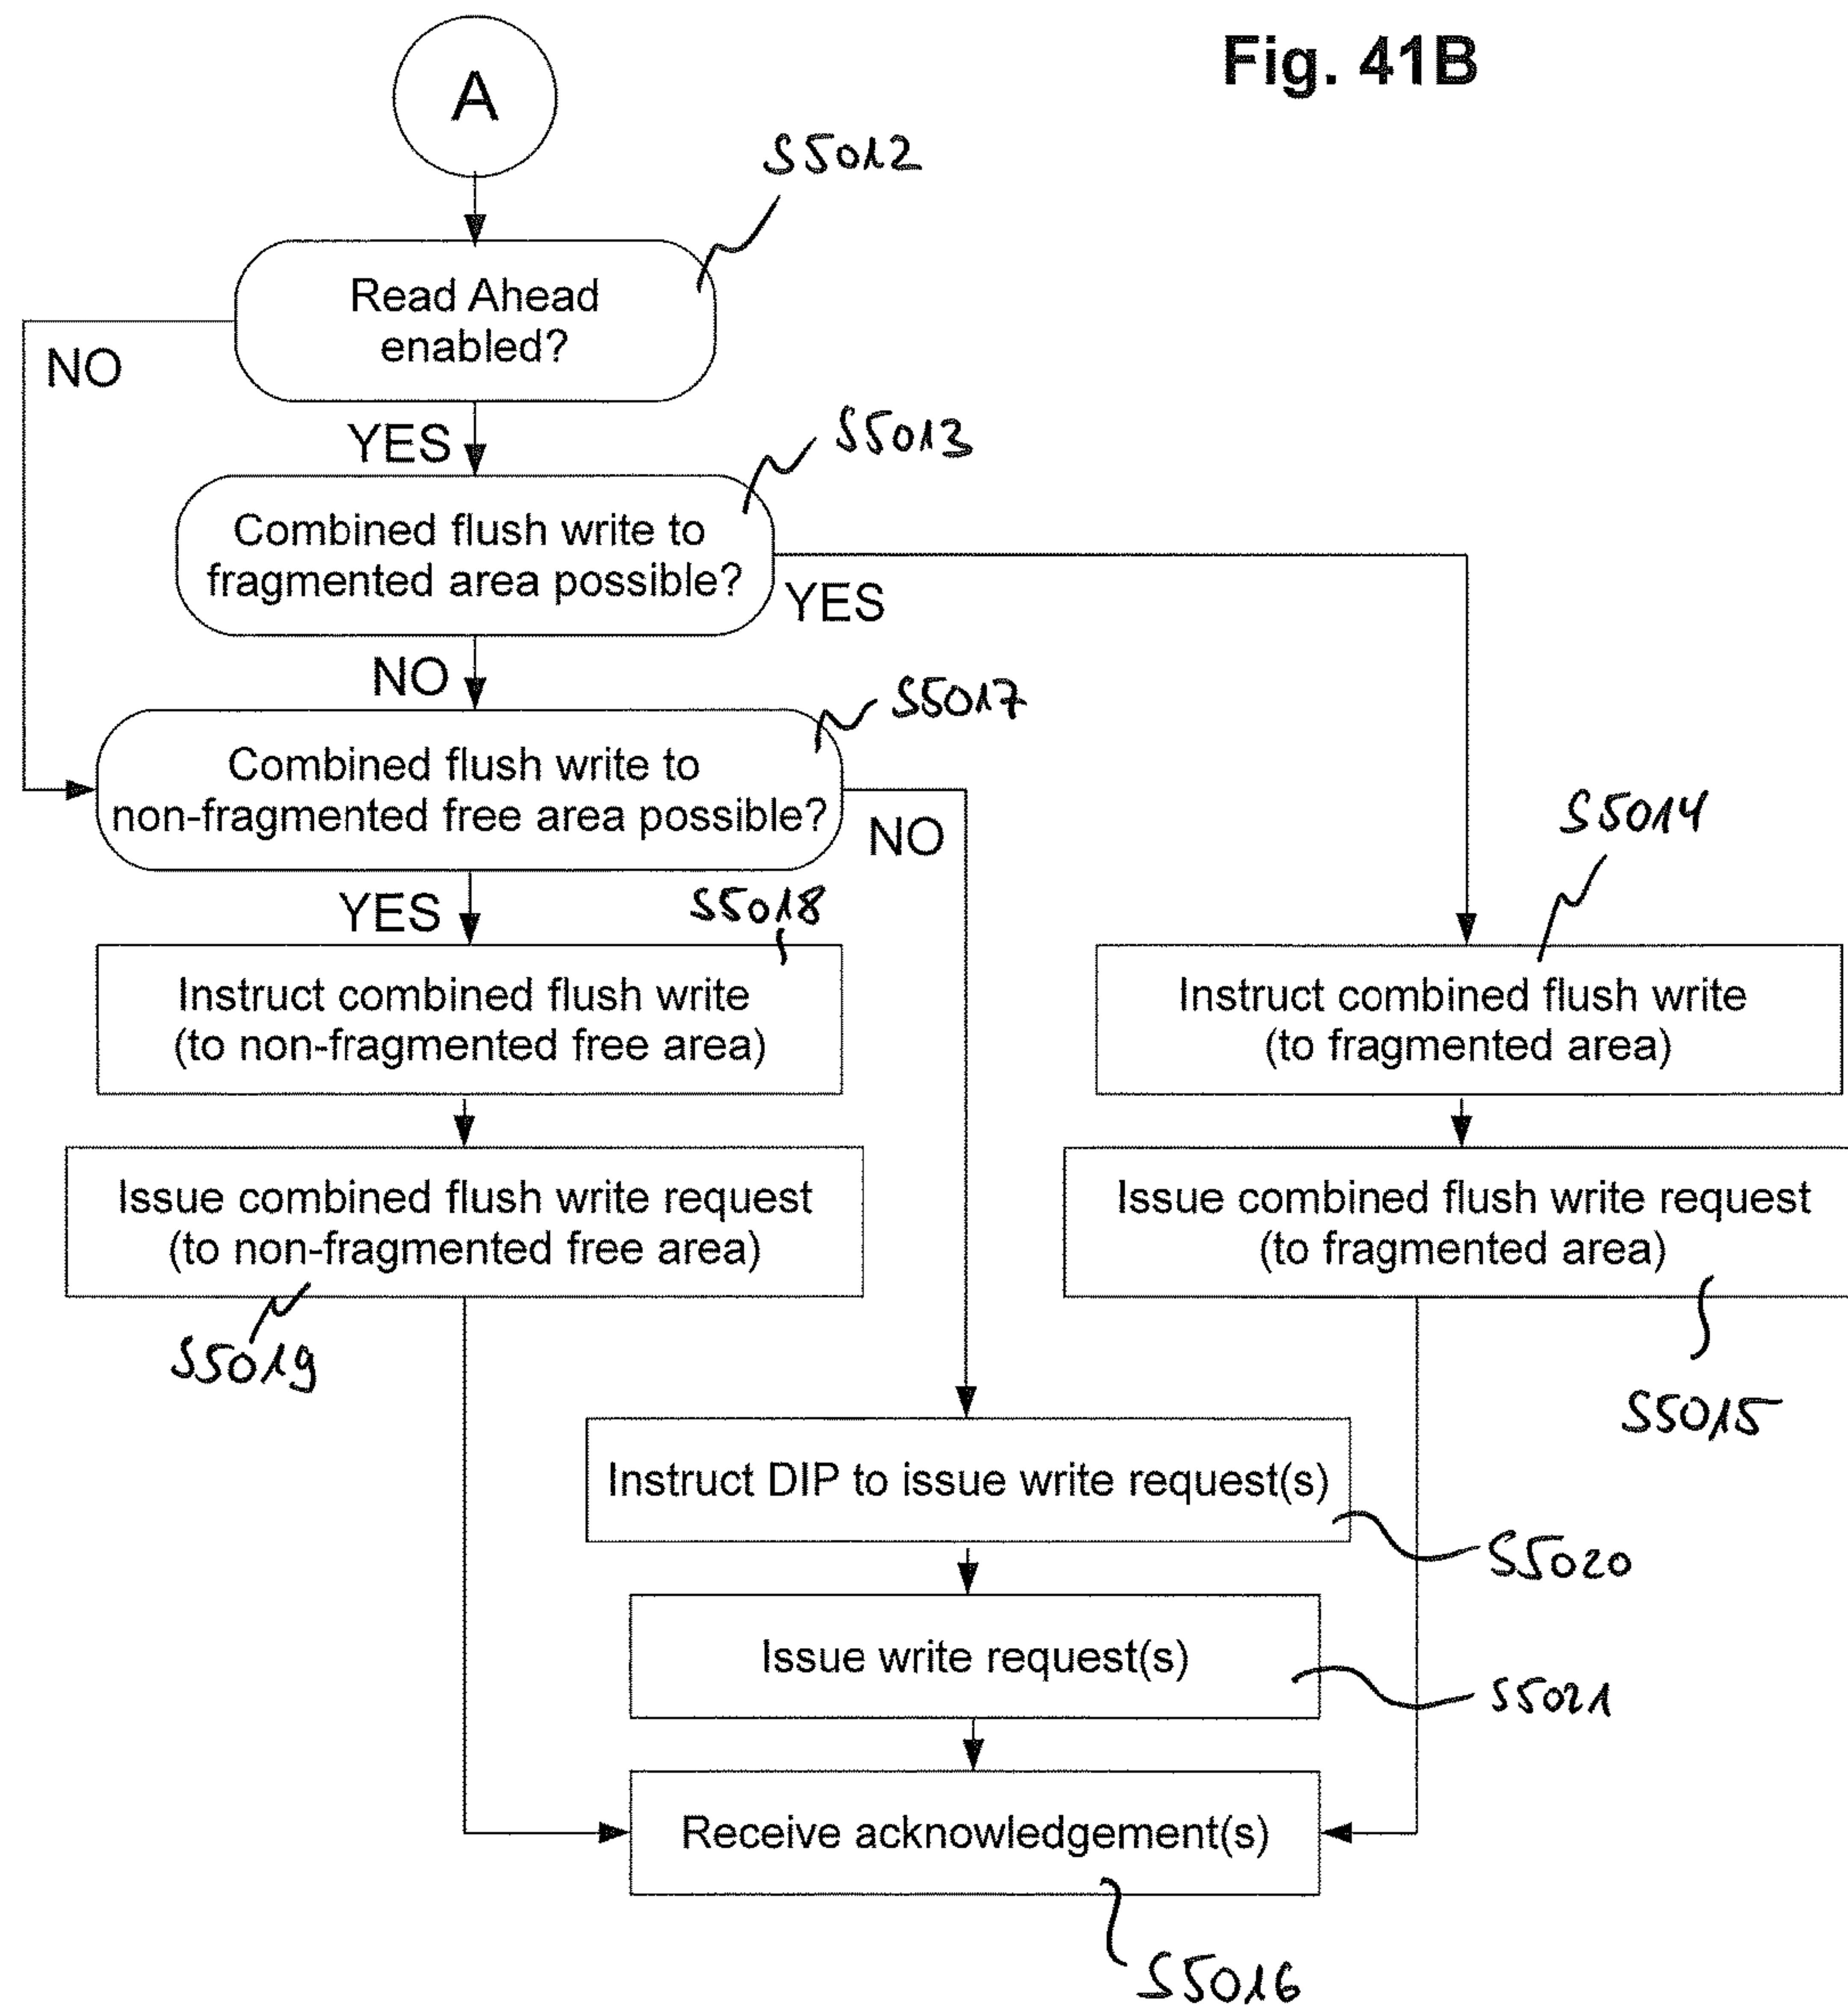 Fig. 41B
A
S5012
Read Ahead
enabled?
NO
YES
S5013
Combined flush write to
fragmented area possible?
YES
NO
S5017
Combined flush write to
non-fragmented free area possible?
NO
S5014
YES
S5018
Instruct combined flush write
(to non-fragmented free area)
Instruct combined flush write
(to fragmented area)
Issue combined flush write request
(to non-fragmented free area)
Issue combined flush write request
(to fragmented area)
S5019
S5015
Instruct DIP to issue write request(s)
S5020
Issue write request(s)
S5021
Receive acknowledgement(s)
S5016